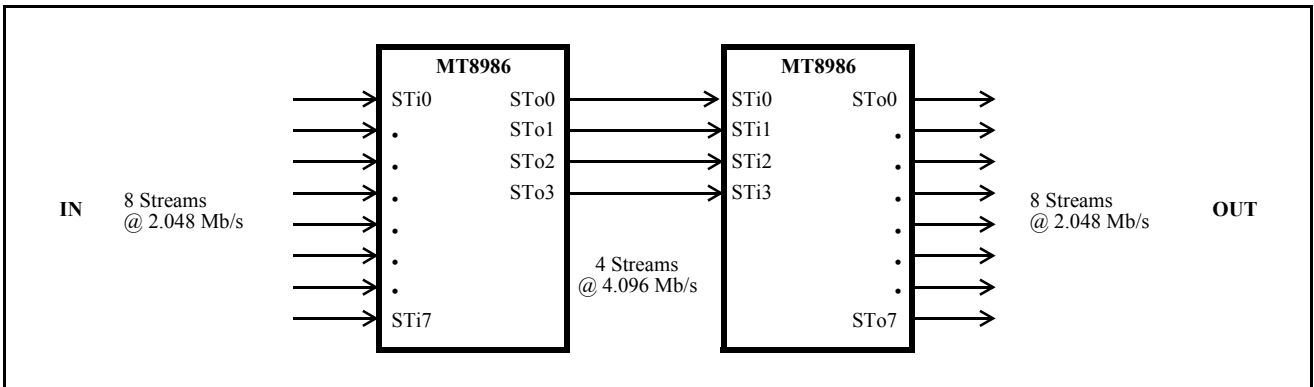 MT8986
MT8986
STi0 STo0
STi0 STo0
. STo1
STi1 .
. STo2
STi2 .
. STo3
STi3 .
IN
8 Streams
@ 2.048 Mb/s
.
.
.
STi7
4 Streams
@ 4.096 Mb/s
.
.
.
STo7
8 Streams
@ 2.048 Mb/s
OUT